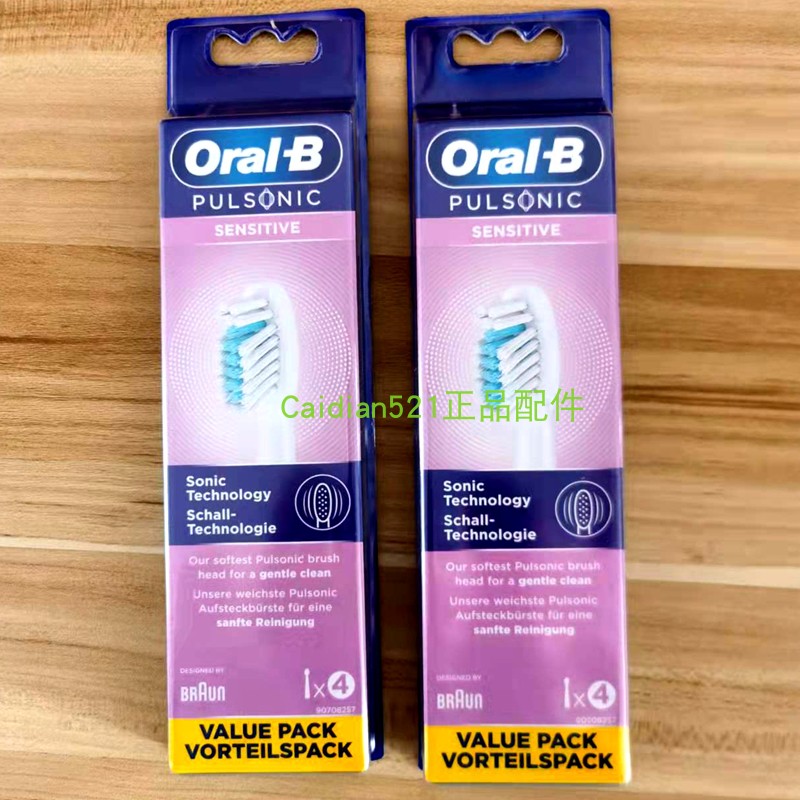 Oral-B
PULSONIC
SENSITIVE
Sonic
Technology
Schall-
Technologie
Our softest Pulsonic brush
head for a gentle clean
Unsere weichste Pulsonic
Aufsteckbürste für eine
sanfte Reinigung
DESIGNED BY
BRAUN
x4
90708257
VALUE PACK
VORTEILSPACK
Oral-B
PULSONIC
SENSITIVE
Sonic
Technology
Schall-
Technologie
Our softest Pulsonic brush
head for a gentle clean
Unsere weichste Pulsonic
Aufsteckbürste für eine
sanfte Reinigung
DESIGNED BY
BRAUN
x4
VALUE PACK
VORTEILSPACK
Caidian521正品配件